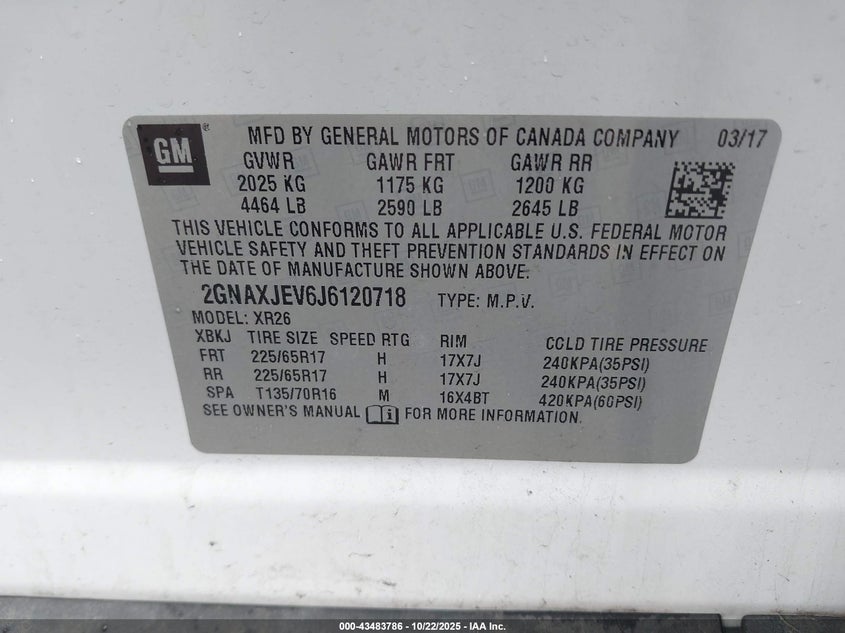 GM ®
MFD BY GENERAL MOTORS OF CANADA COMPANY 03/17
GVWR GAWR FRT GAWR RR
2025 KG 1175 KG 1200 KG
4464 LB 2590 LB 2645 LB
THIS VEHICLE CONFORMS TO ALL APPLICABLE U.S. FEDERAL MOTOR
VEHICLE SAFETY AND THEFT PREVENTION STANDARDS IN EFFECT ON
THE DATE OF MANUFACTURE SHOWN ABOVE.
2GNAXJEV6J6120718 TYPE: M.P.V.
MODEL: XR26
XBKJ TIRE SIZE SPEED RTG RIM COLD TIRE PRESSURE
FRT 225/65R17 H 17X7J 240KPA(35PSI)
RR 225/65R17 H 17X7J 240KPA(35PSI)
SPA T135/70R16 M 16X4BT 420KPA(60PSI)
SEE OWNER'S MANUAL i FOR MORE INFORMATION.
000-43483786 - 10/22/2025 - IAA Inc.